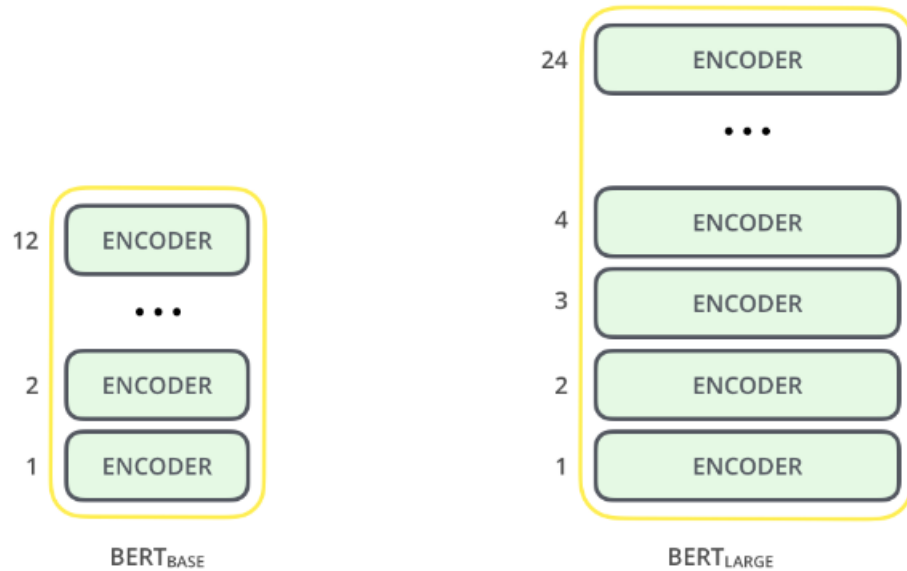 12 ENCODER
...
2 ENCODER
1 ENCODER
BERTBASE
24 ENCODER
...
4 ENCODER
3 ENCODER
2 ENCODER
1 ENCODER
BERTLARGE